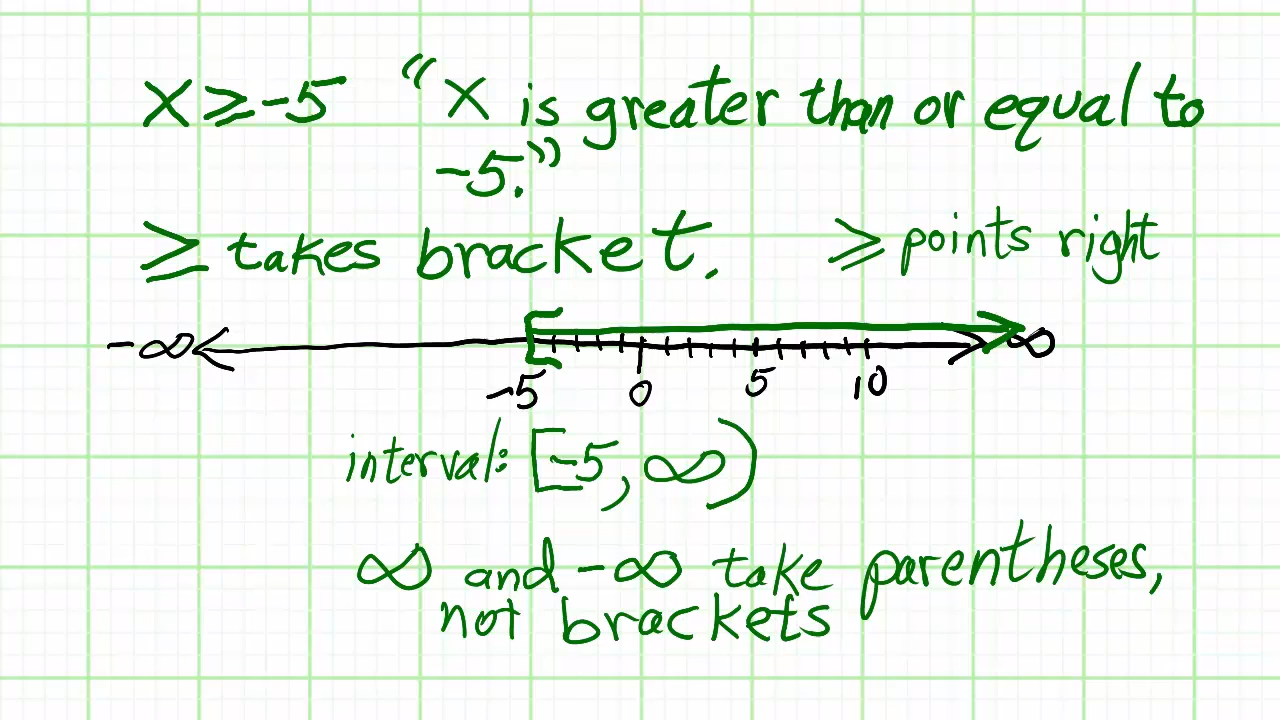 x ≥ -5 “x is greater than or equal to
-5.”
≥ takes bracket. ≥ points right
-∞ ∞
-5 0 5 10
interval: [-5, ∞)
∞ and -∞ take parentheses,
not brackets